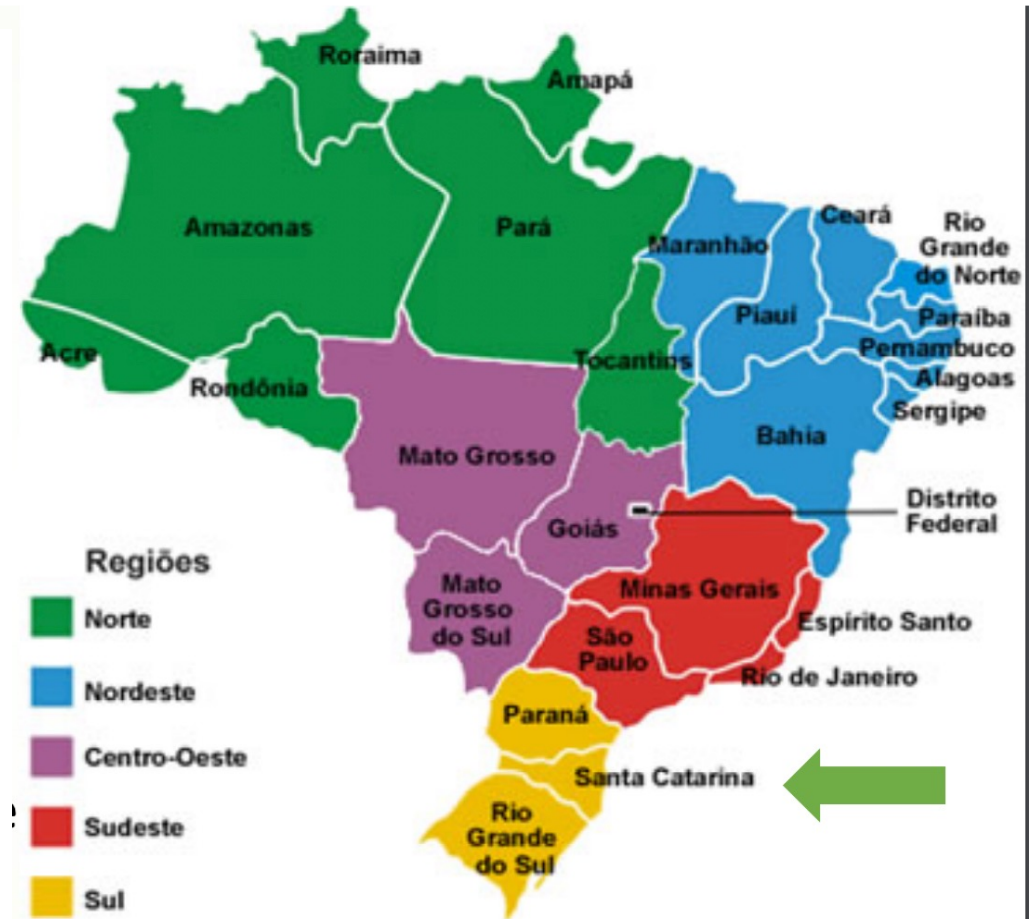 Roraima
Amapá
Amazonas
Pará
Maranhão
Ceará
Rio
Grande
do Norte
Piauí
Paraíba
Pernambuco
Alagoas
Sergipe
Acre
Rondônia
Tocantins
Bahia
Mato Grosso
Distrito
Federal
Goiás
Mato
Grosso
do Sul
Minas Gerais
Espírito Santo
São
Paulo
Rio de Janeiro
Paraná
Santa Catarina
Rio
Grande
do Sul
Regiões
Norte
Nordeste
Centro-Oeste
Sudeste
Sul